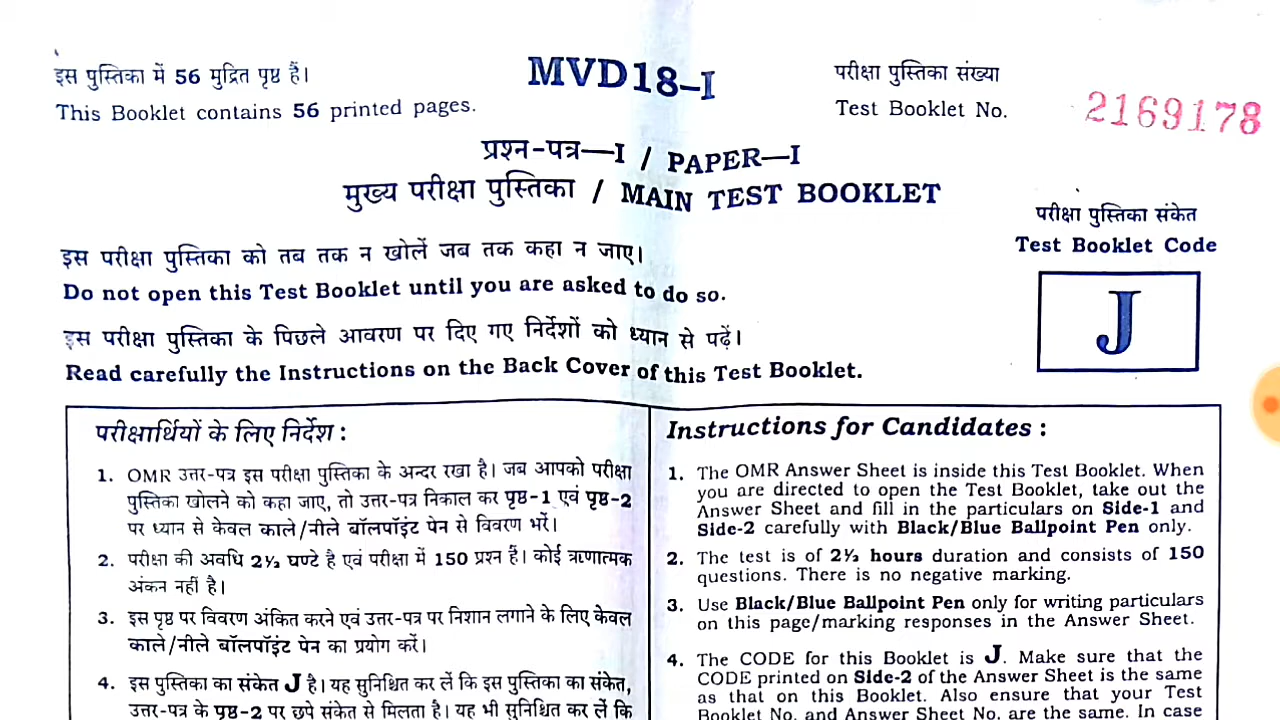 इस पुस्तिका में 56 मुद्रित पृष्ठ हैं।
This Booklet contains 56 printed pages.
MVD18–I
परीक्षा पुस्तिका संख्या
Test Booklet No.
2169178
प्रश्न-पत्र—I / PAPER—I
मुख्य परीक्षा पुस्तिका / MAIN TEST BOOKLET
परीक्षा पुस्तिका संकेत
Test Booklet Code
J
इस परीक्षा पुस्तिका को तब तक न खोलें जब तक कहा न जाए।
Do not open this Test Booklet until you are asked to do so.
इस परीक्षा पुस्तिका के पिछले आवरण पर दिए गए निर्देशों को ध्यान से पढ़ें।
Read carefully the Instructions on the Back Cover of this Test Booklet.
परीक्षार्थियों के लिए निर्देश :
1. OMR उत्तर-पत्र इस परीक्षा पुस्तिका के अन्दर रखा है। जब आपको परीक्षा
पुस्तिका खोलने को कहा जाए, तो उत्तर-पत्र निकाल कर पृष्ठ-1 एवं पृष्ठ-2
पर ध्यान से केवल काले/नीले बॉलपॉइंट पेन से विवरण भरें।
2. परीक्षा की अवधि 2½ घण्टे है एवं परीक्षा में 150 प्रश्न हैं। कोई ऋणात्मक
अंकन नहीं है।
3. इस पृष्ठ पर विवरण अंकित करने एवं उत्तर-पत्र पर निशान लगाने के लिए केवल
काले/नीले बॉलपॉइंट पेन का प्रयोग करें।
4. इस पुस्तिका का संकेत J है। यह सुनिश्चित कर लें कि इस पुस्तिका का संकेत,
उत्तर-पत्र के पृष्ठ-2 पर छपे संकेत से मिलता है। यह भी सुनिश्चित कर लें कि
Instructions for Candidates :
1. The OMR Answer Sheet is inside this Test Booklet. When
you are directed to open the Test Booklet, take out the
Answer Sheet and fill in the particulars on Side-1 and
Side-2 carefully with Black/Blue Ballpoint Pen only.
2. The test is of 2½ hours duration and consists of 150
questions. There is no negative marking.
3. Use Black/Blue Ballpoint Pen only for writing particulars
on this page/marking responses in the Answer Sheet.
4. The CODE for this Booklet is J. Make sure that the
CODE printed on Side-2 of the Answer Sheet is the same
as that on this Booklet. Also ensure that your Test
Booklet No. and Answer Sheet No. are the same. In case